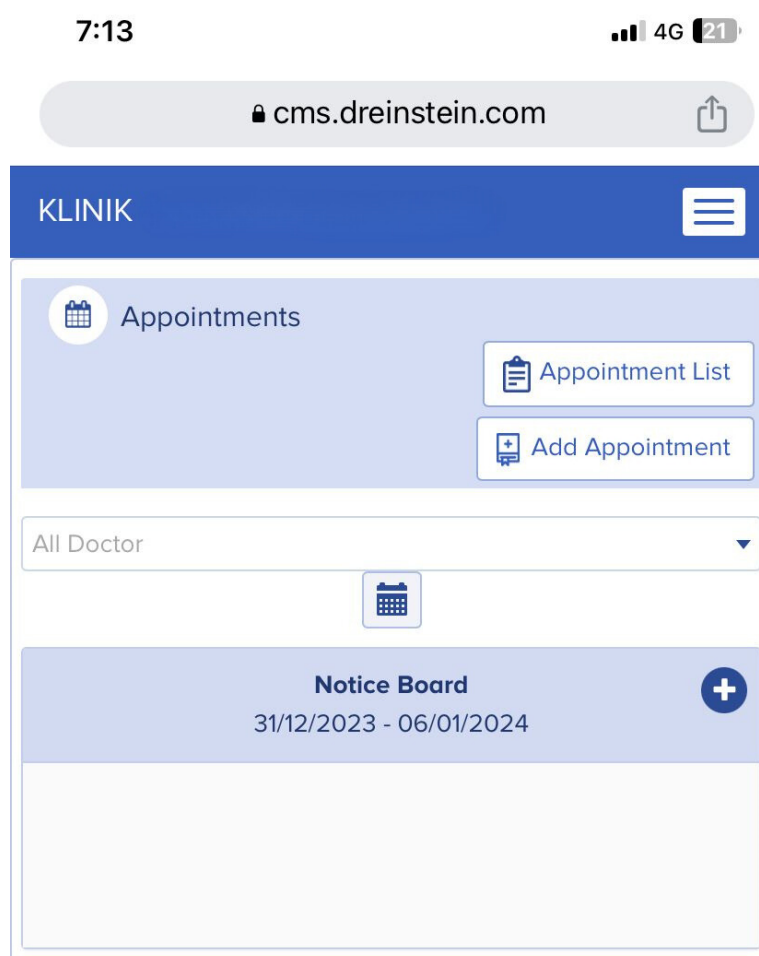 7:13 4G 21
cms.dreinstein.com
KLINIK
Appointments
Appointment List
Add Appointment
All Doctor
Notice Board
31/12/2023 - 06/01/2024